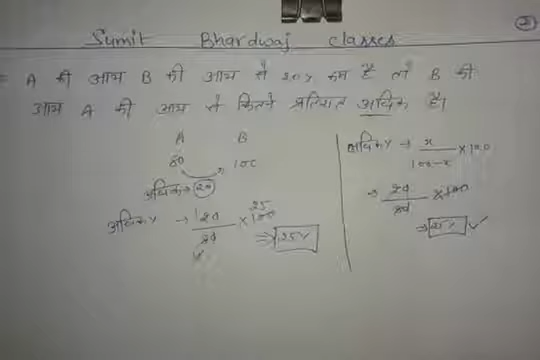 2
Sumit Bhardwaj classes
A की आय B की आय से 20% कम है तो B की
आय A की आय से कितने प्रतिशत अधिक है।
A B
80 100
अधिक → 20
अधिक% → 20/80 × 100 25
⇒ 25%
अधिक% → x/100-x × 100
→ 20/80 × 100
⇒ 25% ✓